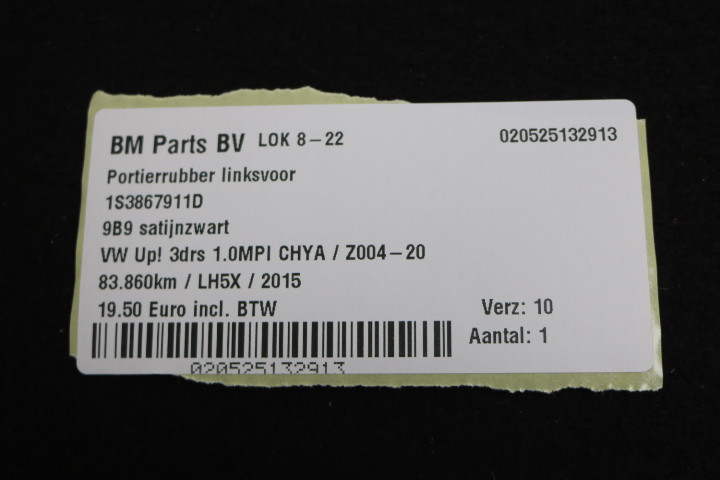 BM Parts BV LOK 8-22 020525132913
Portierrubber linksvoor
1S3867911D
9B9 satijnzwart
VW Up! 3drs 1.0MPI CHYA / Z004-20
83.860km / LH5X / 2015
19.50 Euro incl. BTW Verz: 10
Aantal: 1
020525132913